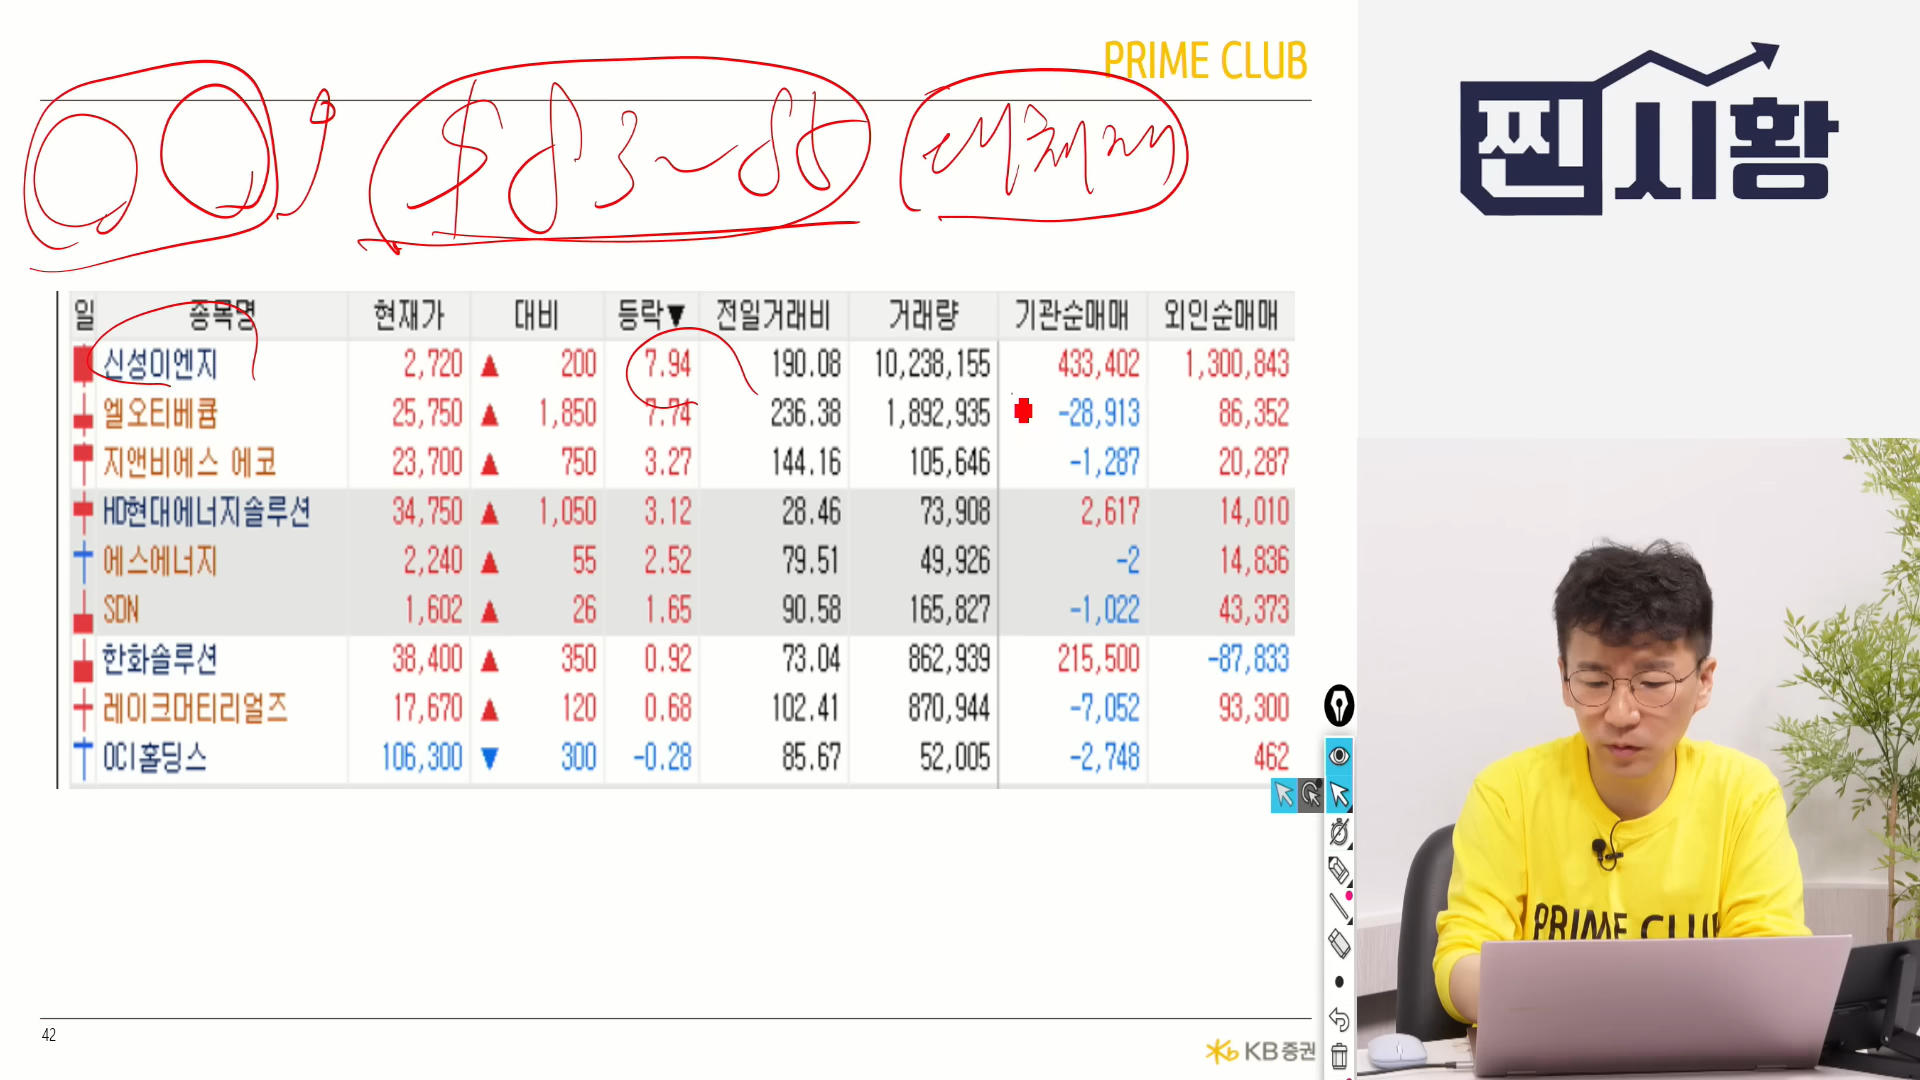 PRIME CLUB
찐시황
$83~85 대체재
일 종목명 현재가 대비 등락▼ 전일거래비 거래량 기관순매매 외인순매매
신성이엔지 2,720 ▲ 200 7.94 190.08 10,238,155 433,402 1,300,843
엘오티베큠 25,750 ▲ 1,850 7.74 236.38 1,892,935 -28,913 86,352
지앤비에스 에코 23,700 ▲ 750 3.27 144.16 105,646 -1,287 20,287
HD현대에너지솔루션 34,750 ▲ 1,050 3.12 28.46 73,908 2,617 14,010
에스에너지 2,240 ▲ 55 2.52 79.51 49,926 -2 14,836
SDN 1,602 ▲ 26 1.65 90.58 165,827 -1,022 43,373
한화솔루션 38,400 ▲ 350 0.92 73.04 862,939 215,500 -87,833
레이크머티리얼즈 17,670 ▲ 120 0.68 102.41 870,944 -7,052 93,300
OCI홀딩스 106,300 ▼ 300 -0.28 85.67 52,005 -2,748 462
PRIME CLUB
42
KB증권